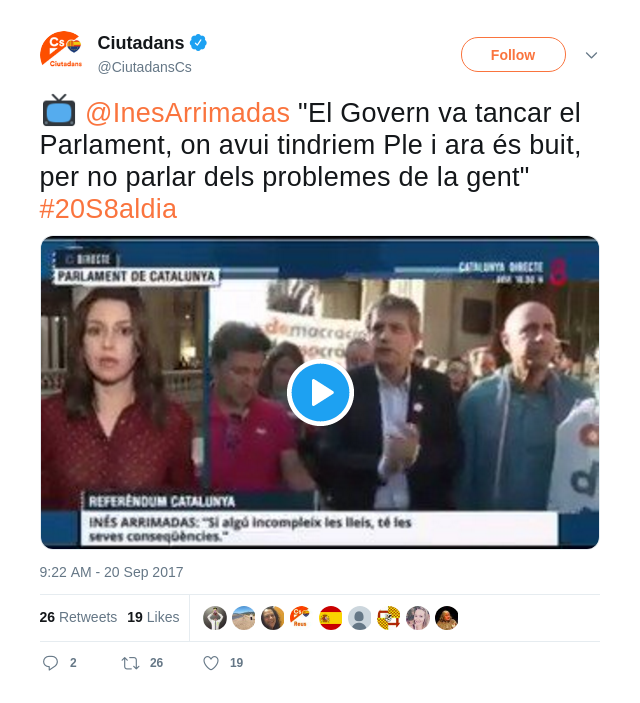 Cs
Ciutadans
Ciutadans
@CiutadansCs
Follow
@InesArrimadas "El Govern va tancar el
Parlament, on avui tindriem Ple i ara és buit,
per no parlar dels problemes de la gent"
#20S8aldia
DIRECTE
PARLAMENT DE CATALUNYA
CATALUNYA DIRECTE
8
democràcia
REFERÈNDUM CATALUNYA
INÉS ARRIMADAS: "Si algú incompleix les lleis, té les
seves conseqüències."
9:22 AM - 20 Sep 2017
26 Retweets 19 Likes
2 26 19